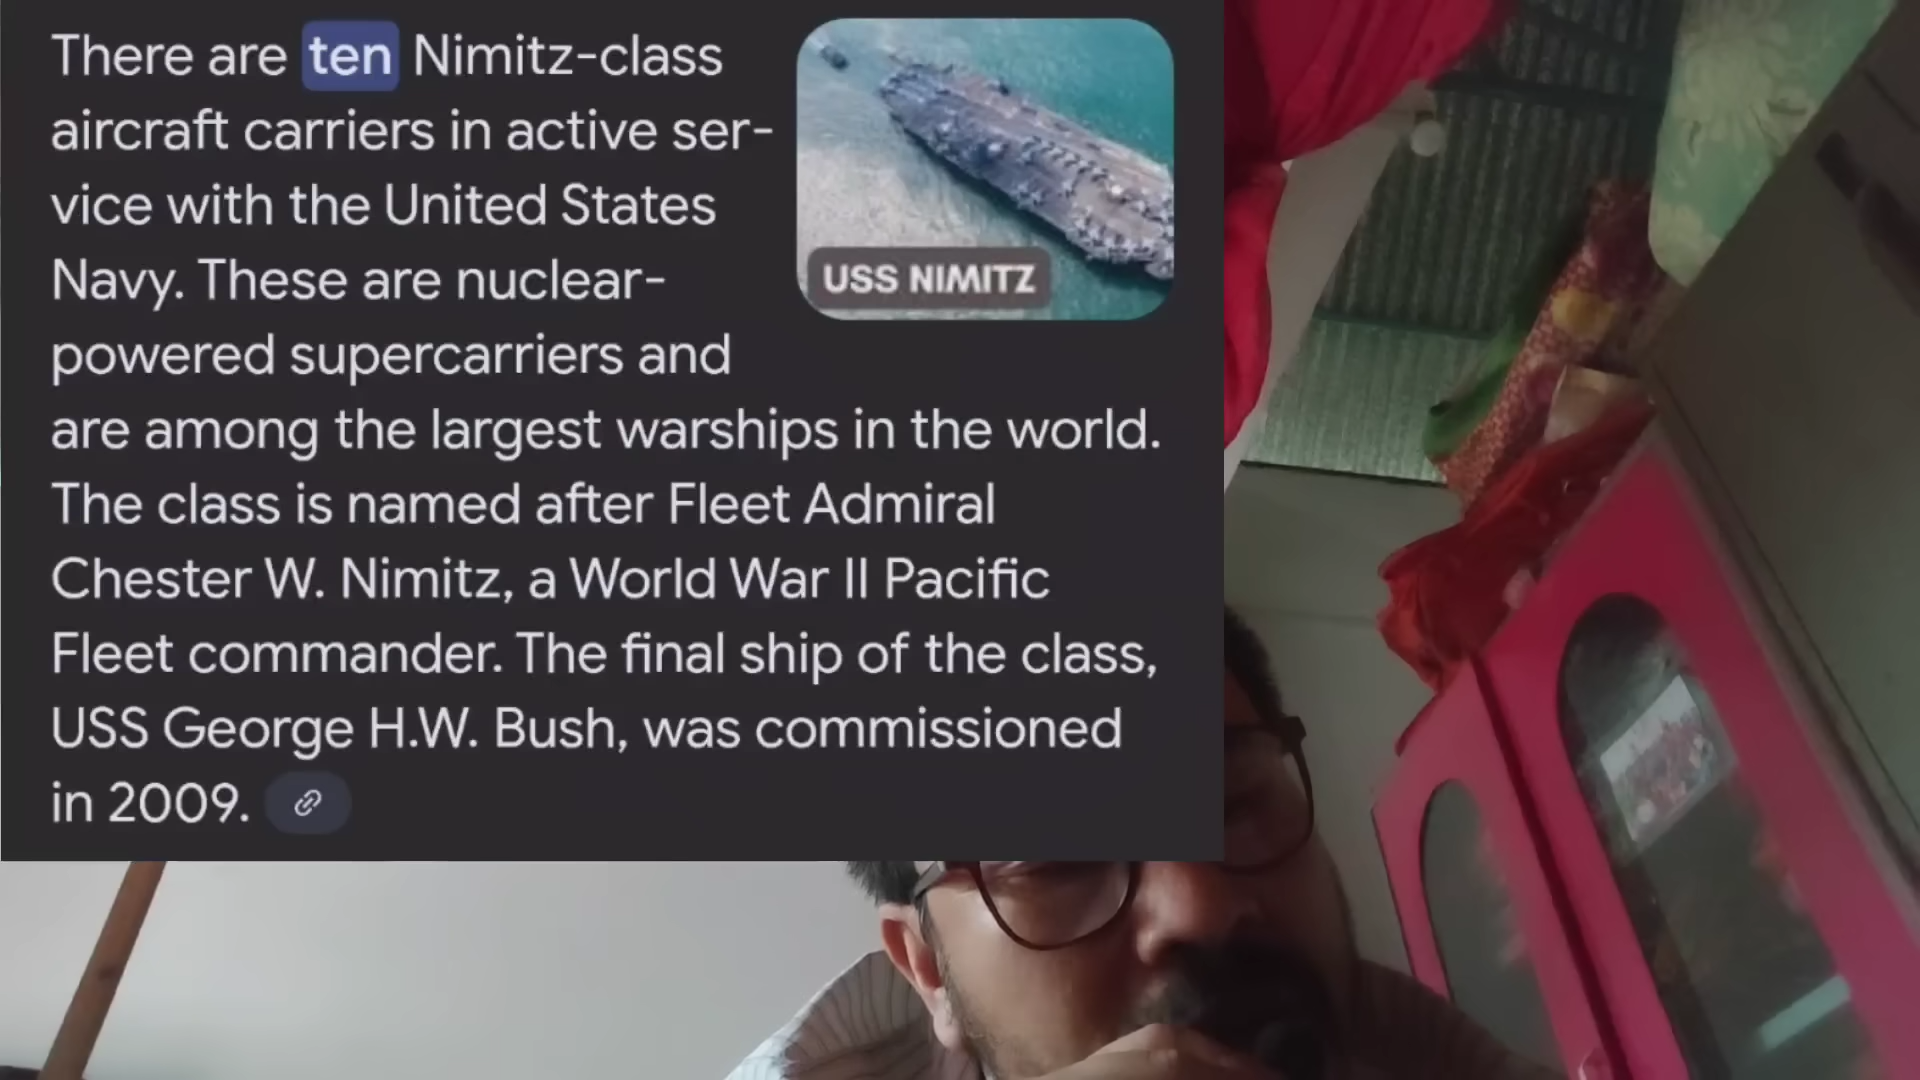 There are ten Nimitz-class
aircraft carriers in active ser-
vice with the United States
Navy. These are nuclear-
powered supercarriers and
are among the largest warships in the world.
The class is named after Fleet Admiral
Chester W. Nimitz, a World War II Pacific
Fleet commander. The final ship of the class,
USS George H.W. Bush, was commissioned
in 2009.
USS NIMITZ